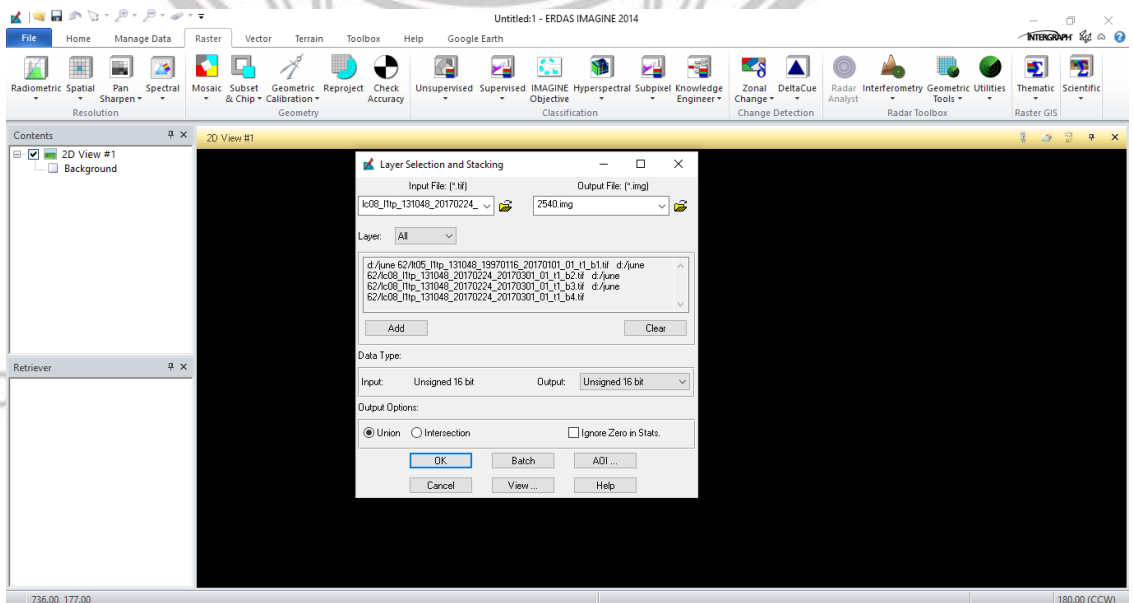 Untitled:1 - ERDAS IMAGINE 2014
File Home Manage Data Raster Vector Terrain Toolbox Help Google Earth
INTERGRAPH
Radiometric Spatial Pan Sharpen Spectral Mosaic Subset & Chip Geometric Calibration Reproject Check Accuracy Unsupervised Supervised IMAGINE Objective Hyperspectral Subpixel Knowledge Engineer Zonal Change DeltaCue Radar Analyst Interferometry Geometric Tools Utilities Thematic Scientific
Resolution Geometry Classification Change Detection Radar Toolbox Raster GIS
Contents
2D View #1
Background
Retriever
2D View #1
Layer Selection and Stacking
Input File: (*.tif) Output File: (*.img)
lc08_l1tp_131048_20170224_ 2540.img
Layer: All
d:/june 62/lt05_l1tp_131048_19970116_20170101_01_t1_b1.tif d:/june
62/lc08_l1tp_131048_20170224_20170301_01_t1_b2.tif d:/june
62/lc08_l1tp_131048_20170224_20170301_01_t1_b3.tif d:/june
62/lc08_l1tp_131048_20170224_20170301_01_t1_b4.tif
Add Clear
Data Type:
Input: Unsigned 16 bit Output: Unsigned 16 bit
Output Options:
Union Intersection Ignore Zero in Stats.
OK Batch AOI ...
Cancel View ... Help
736.00, 177.00 180.00 (CCW)